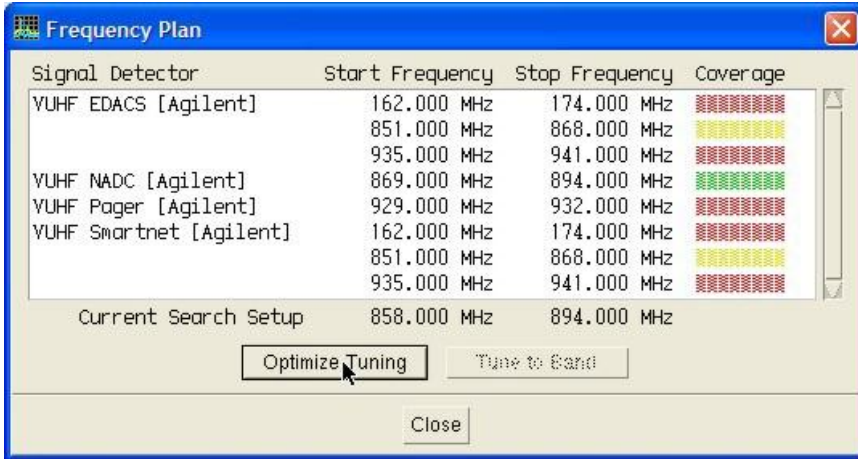 Frequency Plan
Signal Detector Start Frequency Stop Frequency Coverage
VUHF EDACS [Agilent] 162.000 MHz 174.000 MHz
851.000 MHz 868.000 MHz
935.000 MHz 941.000 MHz
VUHF NADC [Agilent] 869.000 MHz 894.000 MHz
VUHF Pager [Agilent] 929.000 MHz 932.000 MHz
VUHF Smartnet [Agilent] 162.000 MHz 174.000 MHz
851.000 MHz 868.000 MHz
935.000 MHz 941.000 MHz
Current Search Setup 858.000 MHz 894.000 MHz
Optimize Tuning Tune to Band
Close